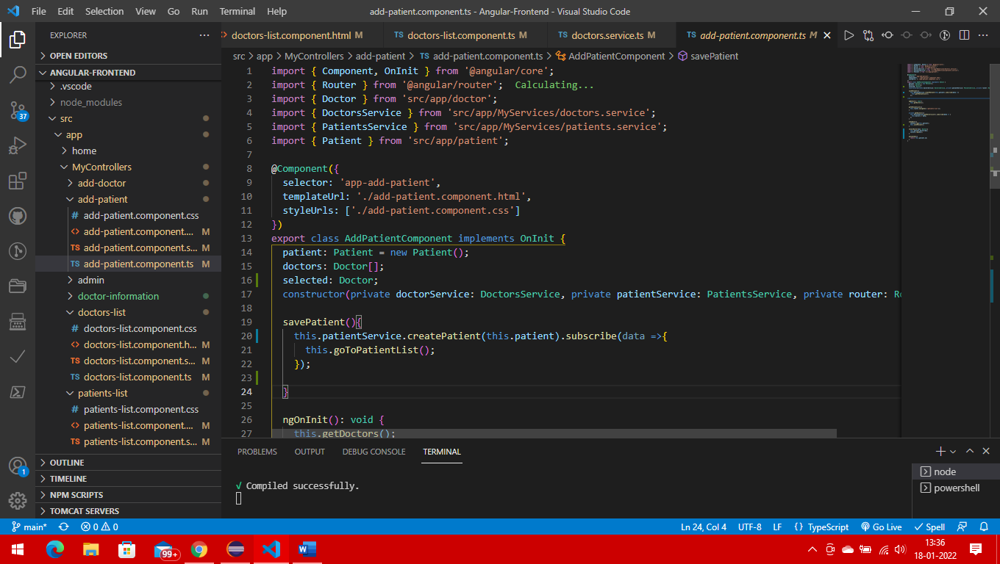 File Edit Selection View Go Run Terminal Help
add-patient.component.ts - Angular-Frontend - Visual Studio Code
EXPLORER
OPEN EDITORS
ANGULAR-FRONTEND
.vscode
node_modules
src
app
home
MyControllers
add-doctor
add-patient
# add-patient.component.css
<> add-patient.component.... M
TS add-patient.component.s... M
TS add-patient.component.ts M
admin
doctor-information
doctors-list
# doctors-list.component.css
<> doctors-list.component.h... M
TS doctors-list.component.s... M
TS doctors-list.component.ts M
patients-list
# patients-list.component.css
<> patients-list.component.... M
TS patients-list.component.s... M
OUTLINE
TIMELINE
NPM SCRIPTS
TOMCAT SERVERS
37
1
doctors-list.component.html M TS doctors-list.component.ts M TS doctors.service.ts M TS add-patient.component.ts M
src > app > MyControllers > add-patient > TS add-patient.component.ts > AddPatientComponent > savePatient
1 import { Component, OnInit } from '@angular/core';
2 import { Router } from '@angular/router'; Calculating...
3 import { Doctor } from 'src/app/doctor';
4 import { DoctorsService } from 'src/app/MyServices/doctors.service';
5 import { PatientsService } from 'src/app/MyServices/patients.service';
6 import { Patient } from 'src/app/patient';
7
8 @Component({
9 selector: 'app-add-patient',
10 templateUrl: './add-patient.component.html',
11 styleUrls: ['./add-patient.component.css']
12 })
13 export class AddPatientComponent implements OnInit {
14 patient: Patient = new Patient();
15 doctors: Doctor[];
16 selected: Doctor;
17 constructor(private doctorService: DoctorsService, private patientService: PatientsService, private router: Ro
18
19 savePatient(){
20 this.patientService.createPatient(this.patient).subscribe(data =>{
21 this.goToPatientList();
22 });
23
24 }
25
26 ngOnInit(): void {
27 this.getDoctors();
PROBLEMS OUTPUT DEBUG CONSOLE TERMINAL
√ Compiled successfully.
node
powershell
main* 0 0 Ln 24, Col 4 UTF-8 LF {} TypeScript Go Live Spell
99+
13:36
18-01-2022